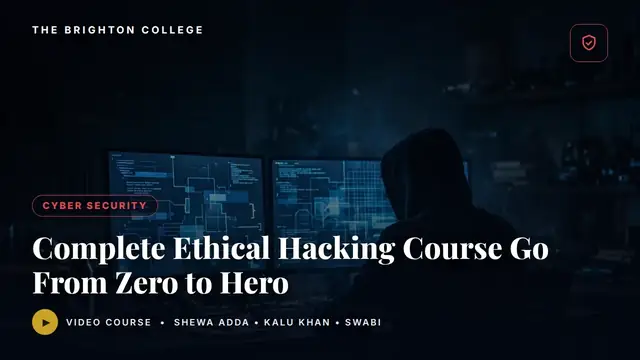 THE BRIGHTON COLLEGE
CYBER SECURITY
Complete Ethical Hacking Course Go
From Zero to Hero
VIDEO COURSE • SHEWA ADDA • KALU KHAN • SWABI